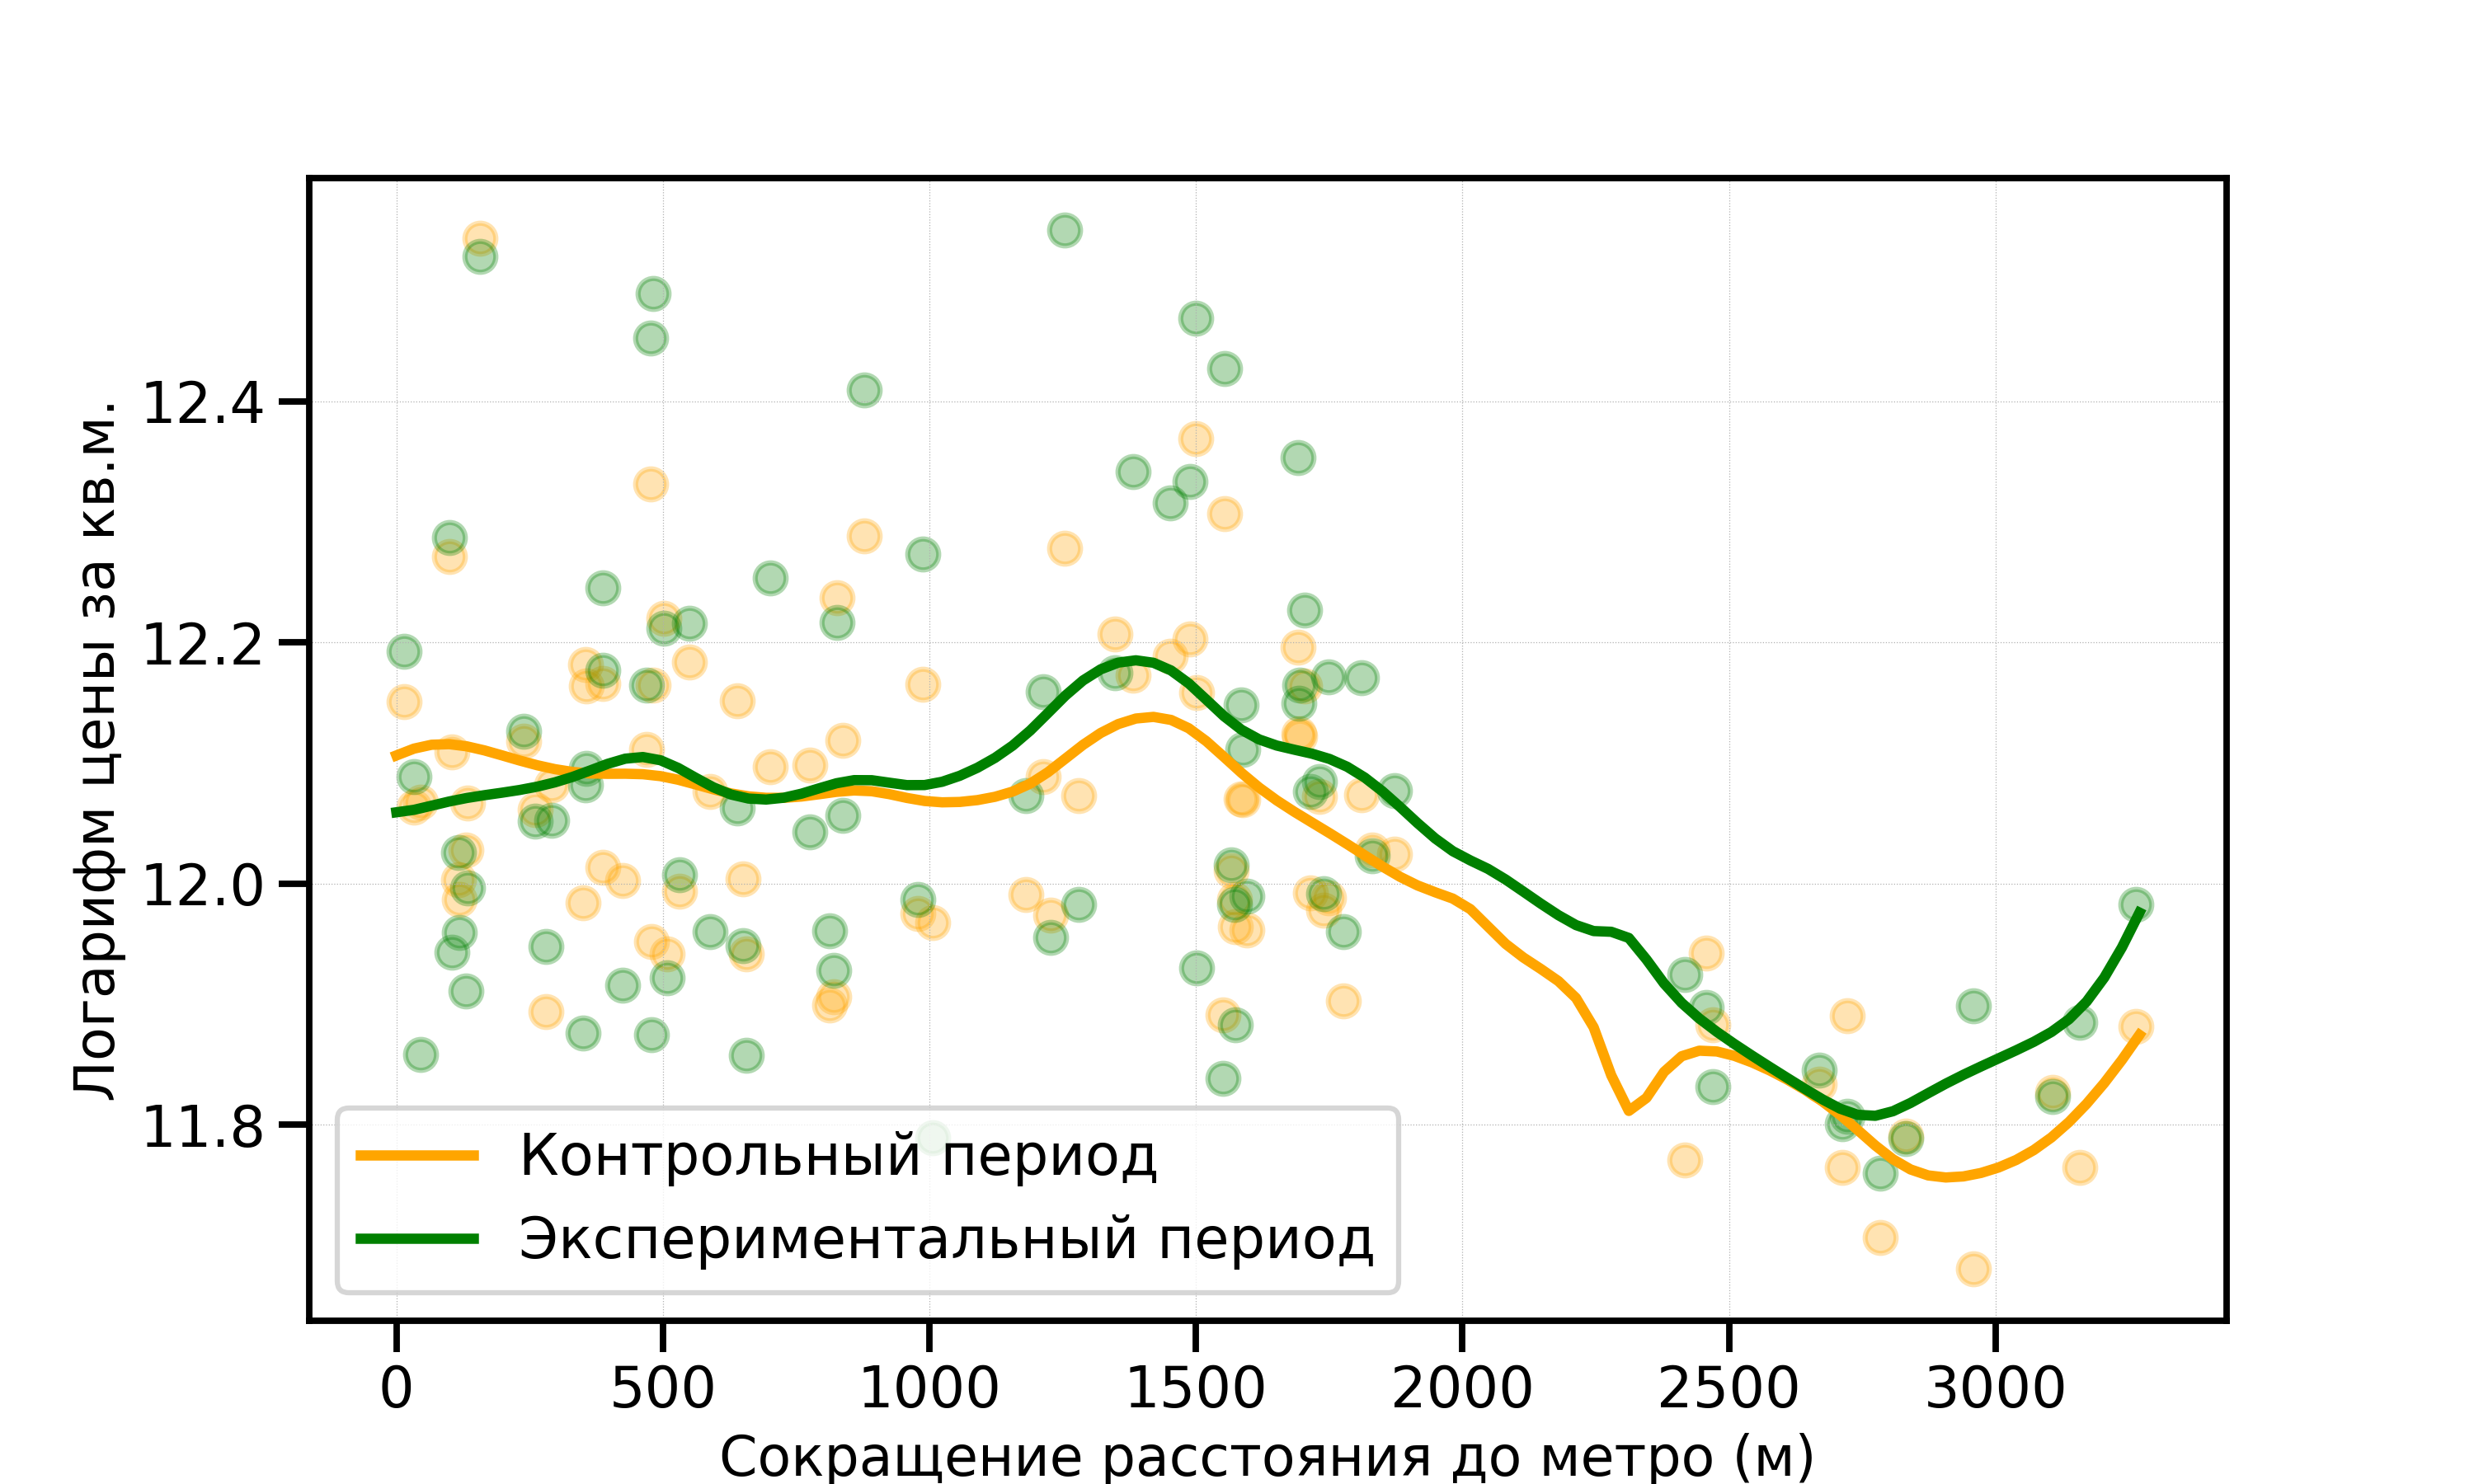 Логарифм цены за кв.м.
12.4
12.2
12.0
11.8
Контрольный период
Экспериментальный период
0 500 1000 1500 2000 2500 3000
Сокращение расстояния до метро (м)